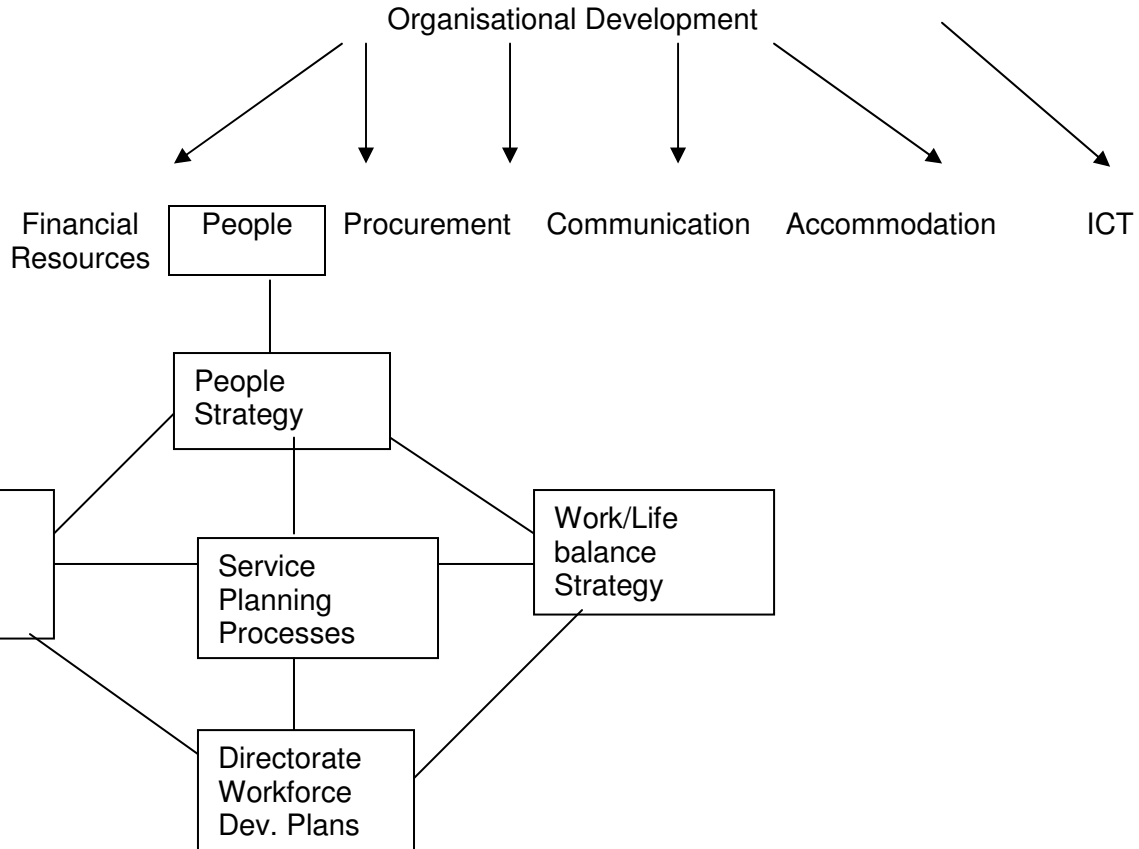 Organisational Development
Financial
Resources
People
Procurement
Communication
Accommodation
ICT
People
Strategy
Work/Life
balance
Strategy
Service
Planning
Processes
Directorate
Workforce
Dev. Plans